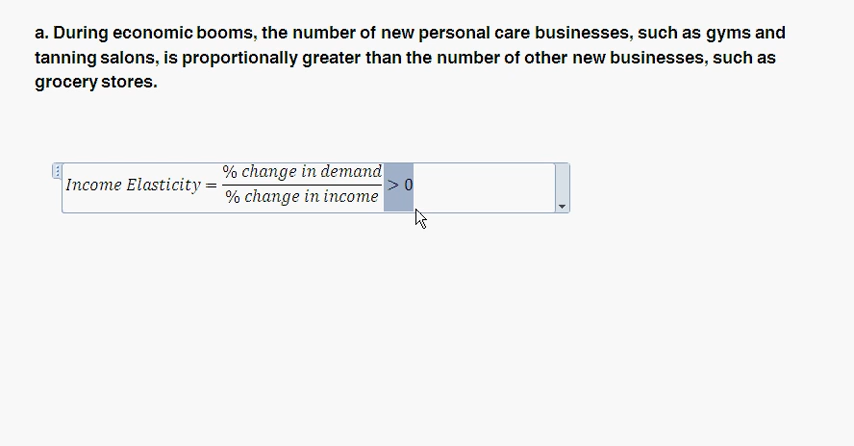 a. During economic booms, the number of new personal care businesses, such as gyms and
tanning salons, is proportionally greater than the number of other new businesses, such as
grocery stores.
Income Elasticity = % change in demand / % change in income > 0